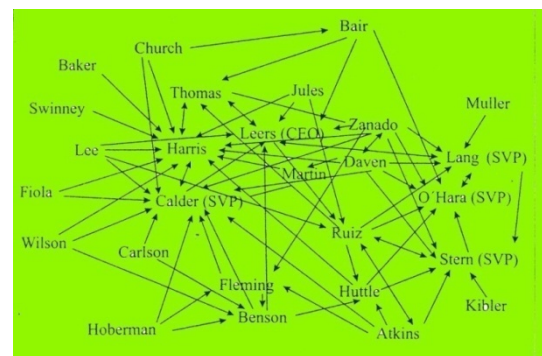 Bair
Church
Baker
Thomas
Jules
Swinney
Muller
Leers (CEO)
Zanado
Lee
Harris
Daven
Lang (SVP)
Martin
Fiola
Calder (SVP)
O'Hara (SVP)
Ruiz
Wilson
Carlson
Stern (SVP)
Fleming
Huttle
Kibler
Benson
Hoberman
Atkins